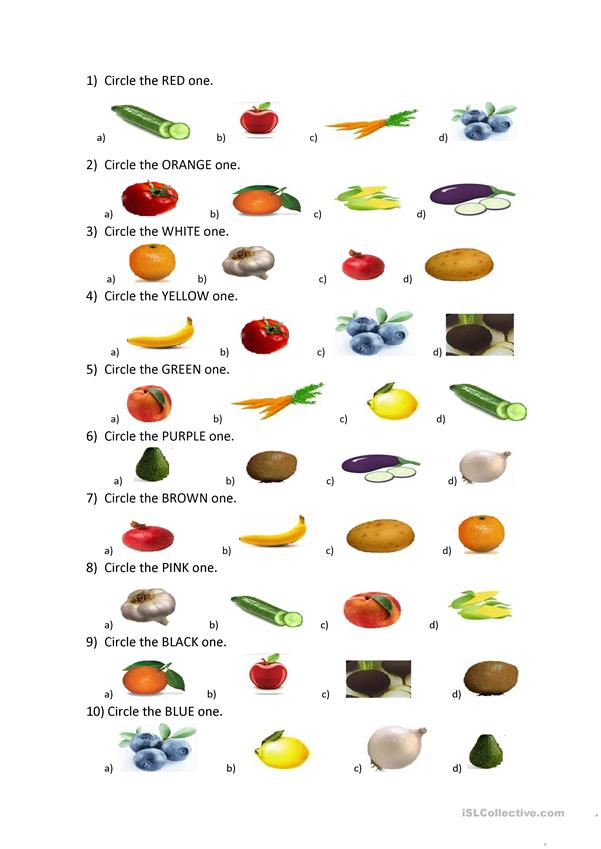 1) Circle the RED one.
a) b) c) d)
2) Circle the ORANGE one.
a) b) c) d)
3) Circle the WHITE one.
a) b) c) d)
4) Circle the YELLOW one.
a) b) c) d)
5) Circle the GREEN one.
a) b) c) d)
6) Circle the PURPLE one.
a) b) c) d)
7) Circle the BROWN one.
a) b) c) d)
8) Circle the PINK one.
a) b) c) d)
9) Circle the BLACK one.
a) b) c) d)
10) Circle the BLUE one.
a) b) c) d)
iSLCollective.com